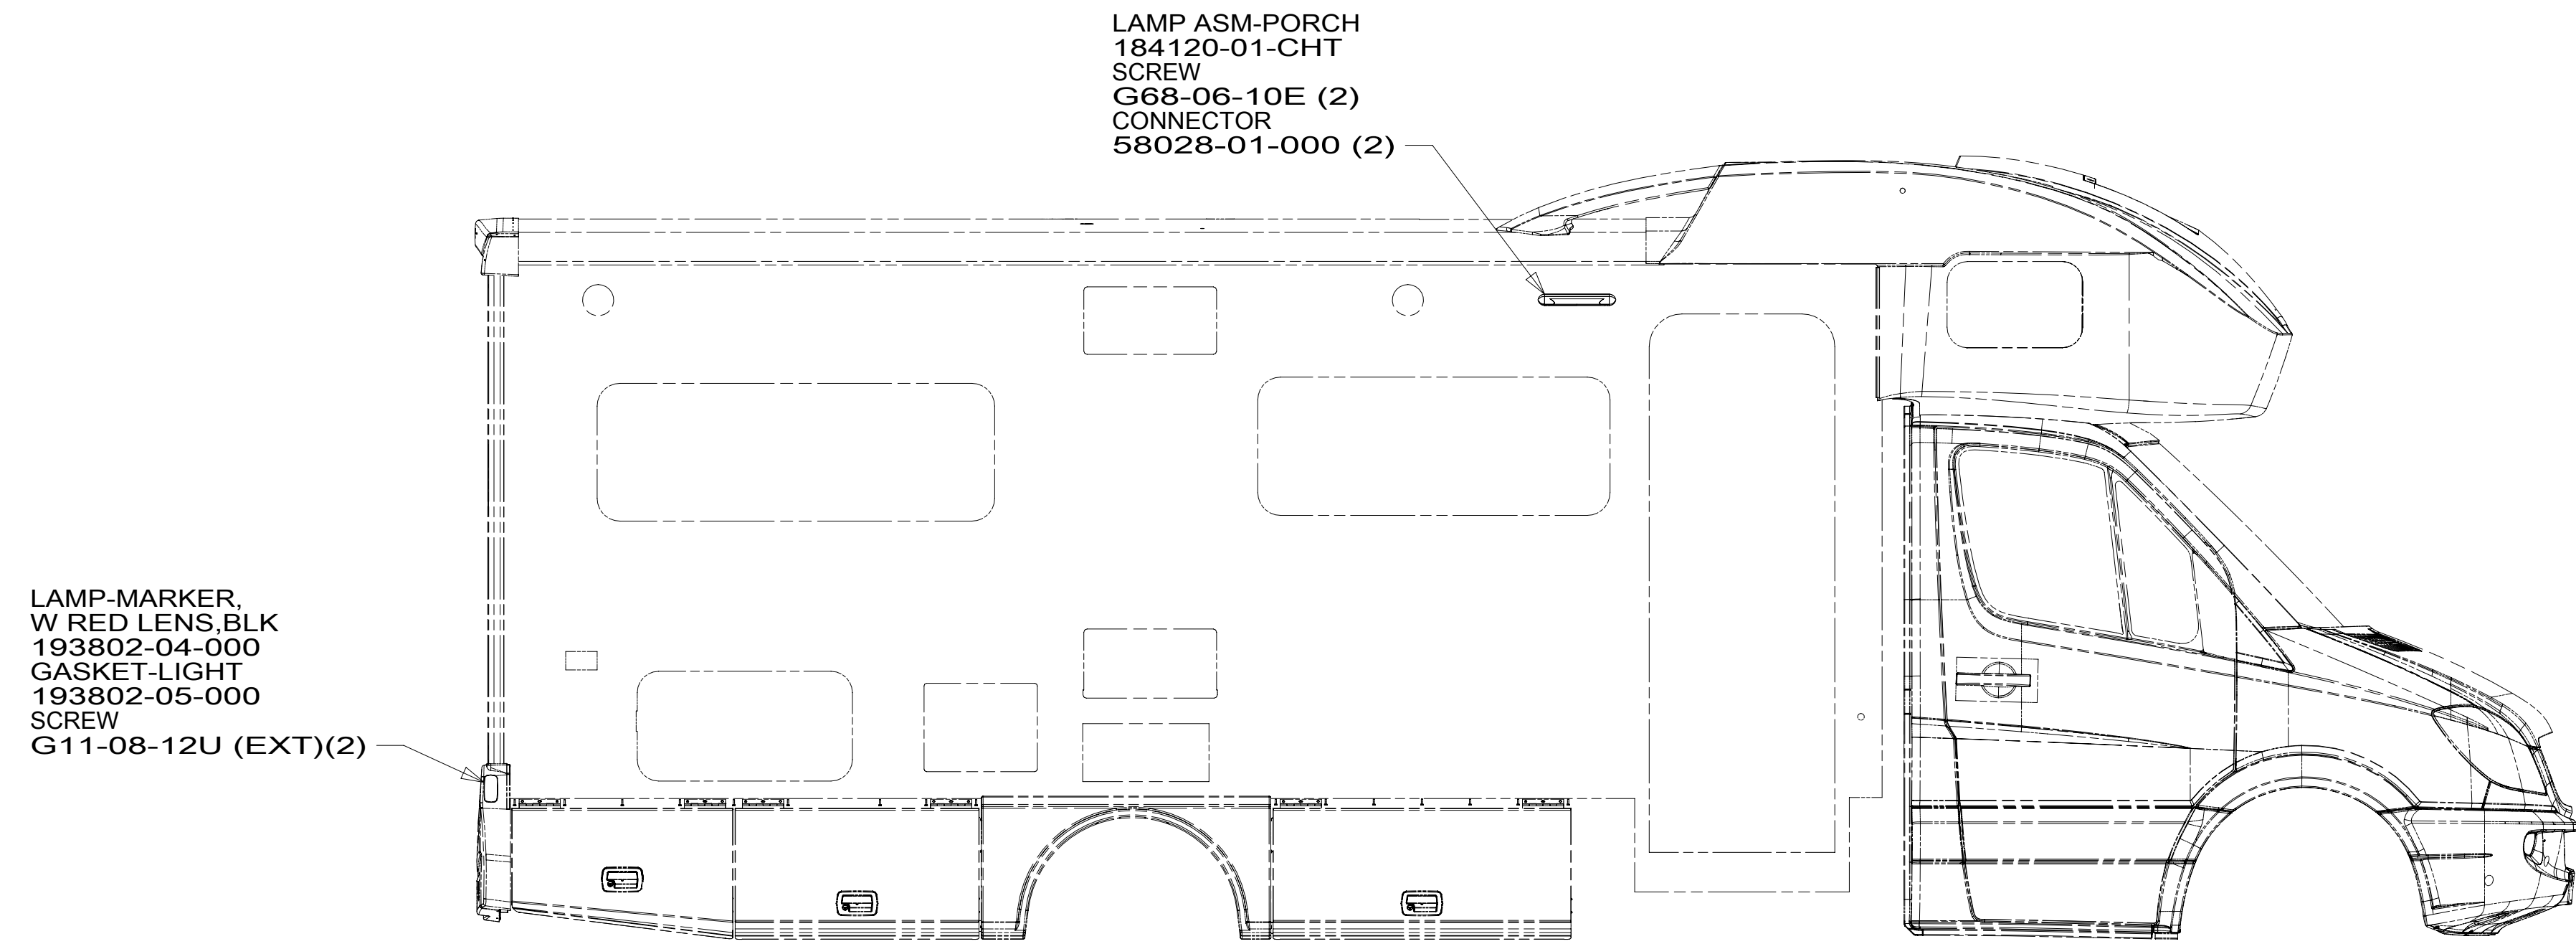 LAMP ASM-PORCH
184120-01-CHT
SCREW
G68-06-10E (2)
CONNECTOR
58028-01-000 (2)
LAMP-MARKER,
W RED LENS,BLK
193802-04-000
GASKET-LIGHT
193802-05-000
SCREW
G11-08-12U (EXT)(2)